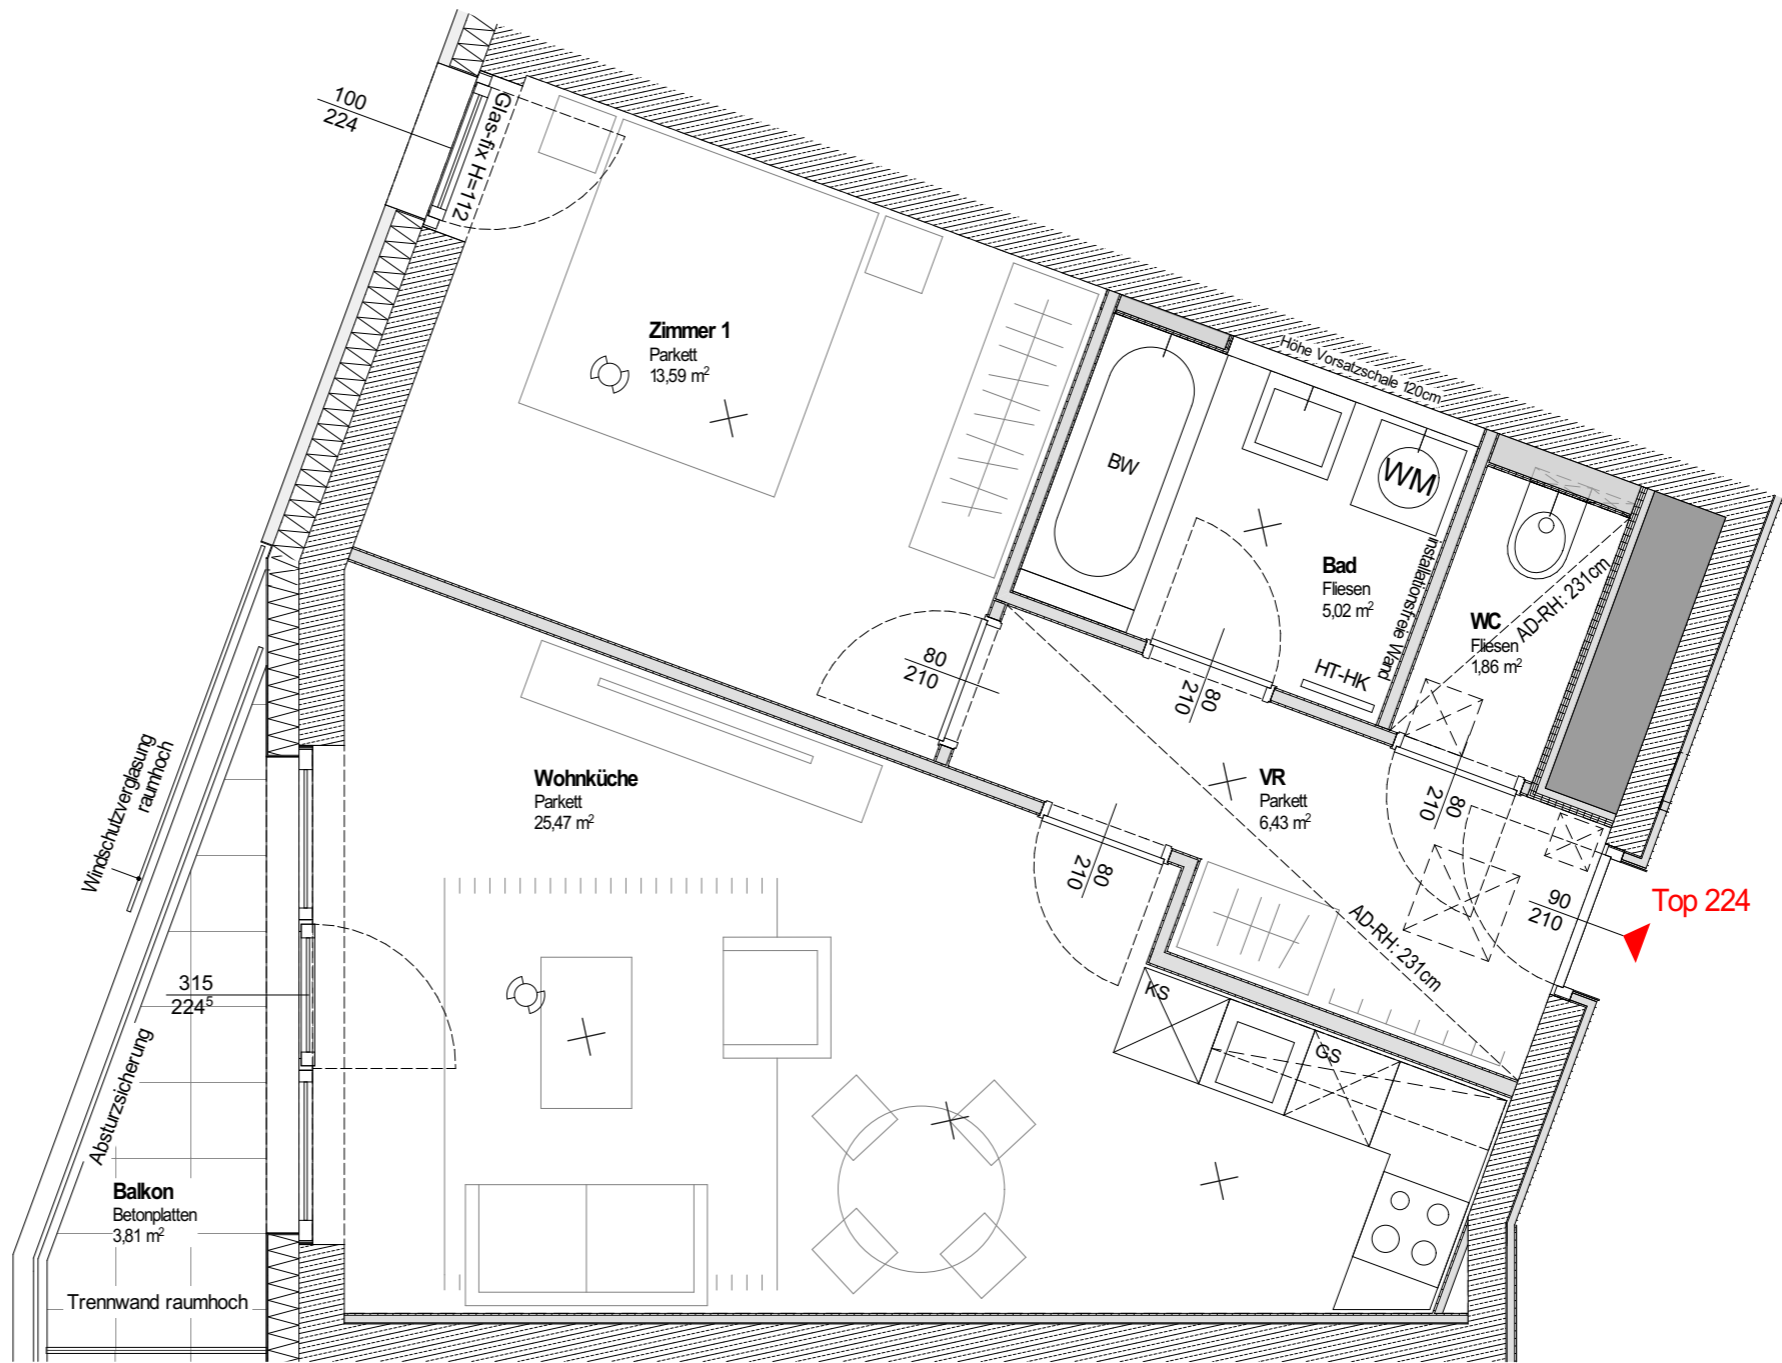 100
224
Glas-fix H=112
Zimmer 1
Parkett
13,59 m²
Höhe Vorsatzschale 120cm
BW
WM
Bad
Fliesen
5,02 m²
Installationsfreie Wand
HT-HK
WC
Fliesen
1,86 m²
AD-RH: 231cm
80
210
80
210
80
210
80
210
90
210
Top 224
VR
Parkett
6,43 m²
AD-RH: 231cm
Wohnküche
Parkett
25,47 m²
KS
GS
Windschutzverglasung
raumhoch
315
224⁵
Absturzsicherung
Balkon
Betonplatten
3,81 m²
Trennwand raumhoch